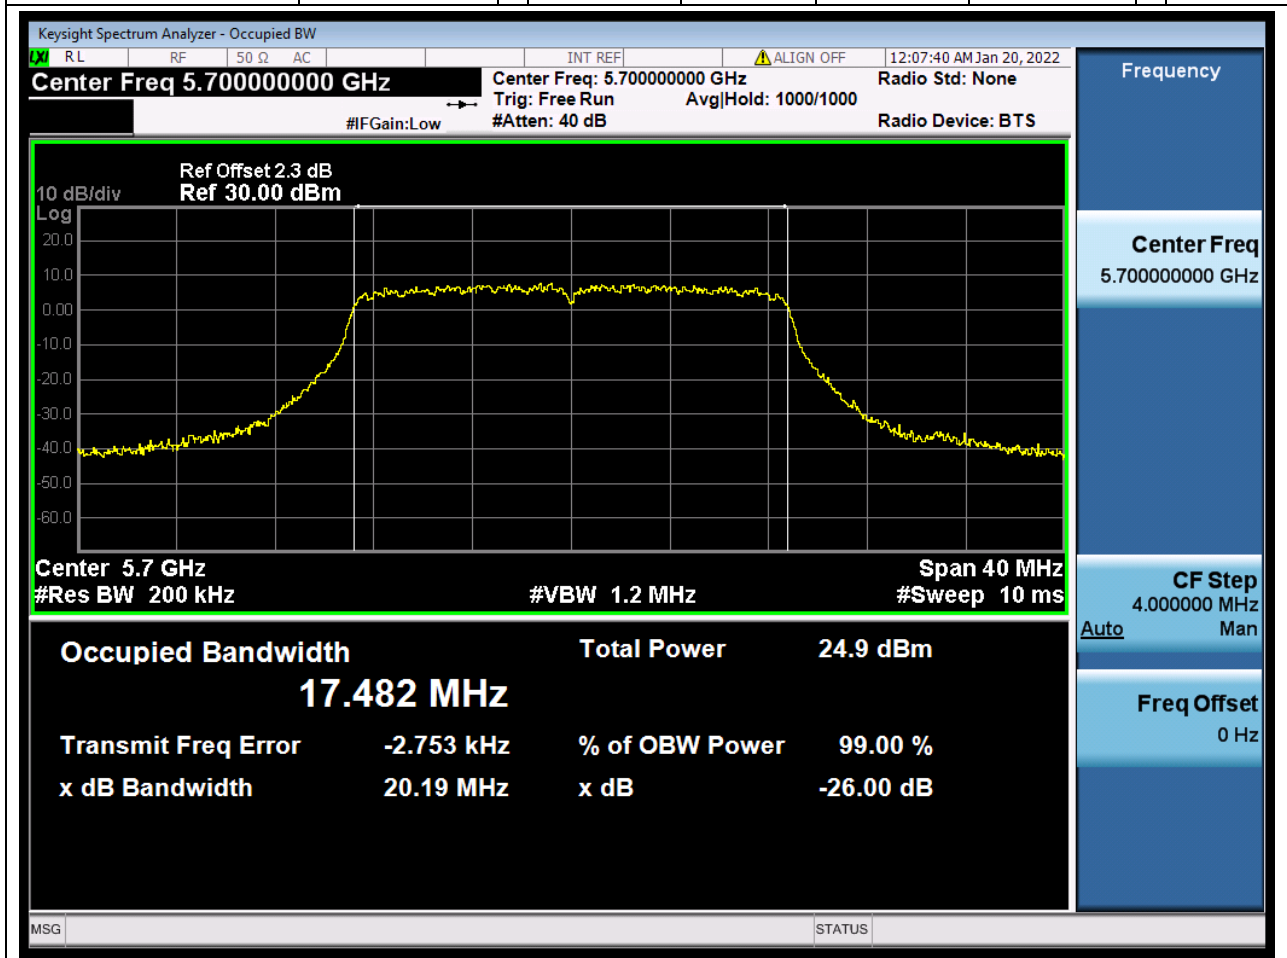 Keysight Spectrum Analyzer - Occupied BW
LXI RL RF 50 Ω AC INT REF ALIGN OFF 12:07:40 AM Jan 20, 2022
Center Freq 5.700000000 GHz
Center Freq: 5.700000000 GHz
Radio Std: None
Trig: Free Run Avg|Hold: 1000/1000
#IFGain:Low
#Atten: 40 dB
Radio Device: BTS
Ref Offset 2.3 dB
10 dB/div Ref 30.00 dBm
Log
20.0
10.0
0.00
-10.0
-20.0
-30.0
-40.0
-50.0
-60.0
Center 5.7 GHz Span 40 MHz
#Res BW 200 kHz #VBW 1.2 MHz #Sweep 10 ms
Occupied Bandwidth
17.482 MHz
Total Power 24.9 dBm
Transmit Freq Error -2.753 kHz % of OBW Power 99.00 %
x dB Bandwidth 20.19 MHz x dB -26.00 dB
MSG STATUS
Frequency
Center Freq
5.700000000 GHz
CF Step
4.000000 MHz
Auto Man
Freq Offset
0 Hz